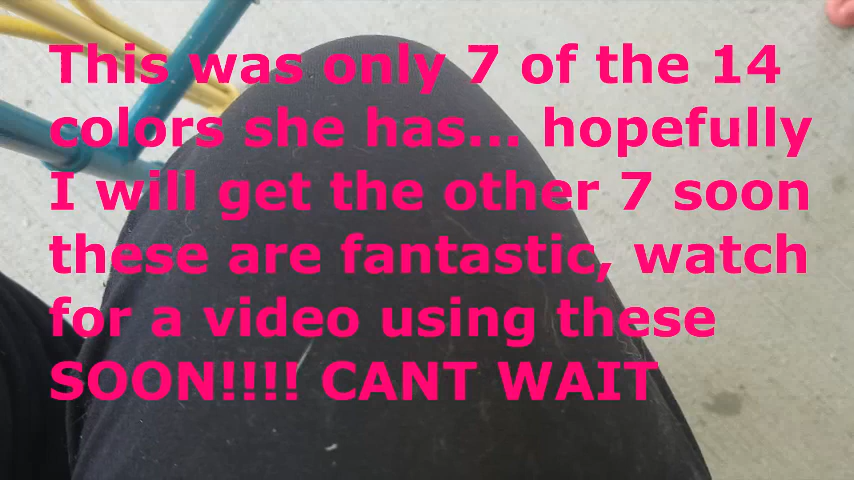 This was only 7 of the 14
colors she has... hopefully
I will get the other 7 soon
these are fantastic, watch
for a video using these
SOON!!!! CANT WAIT